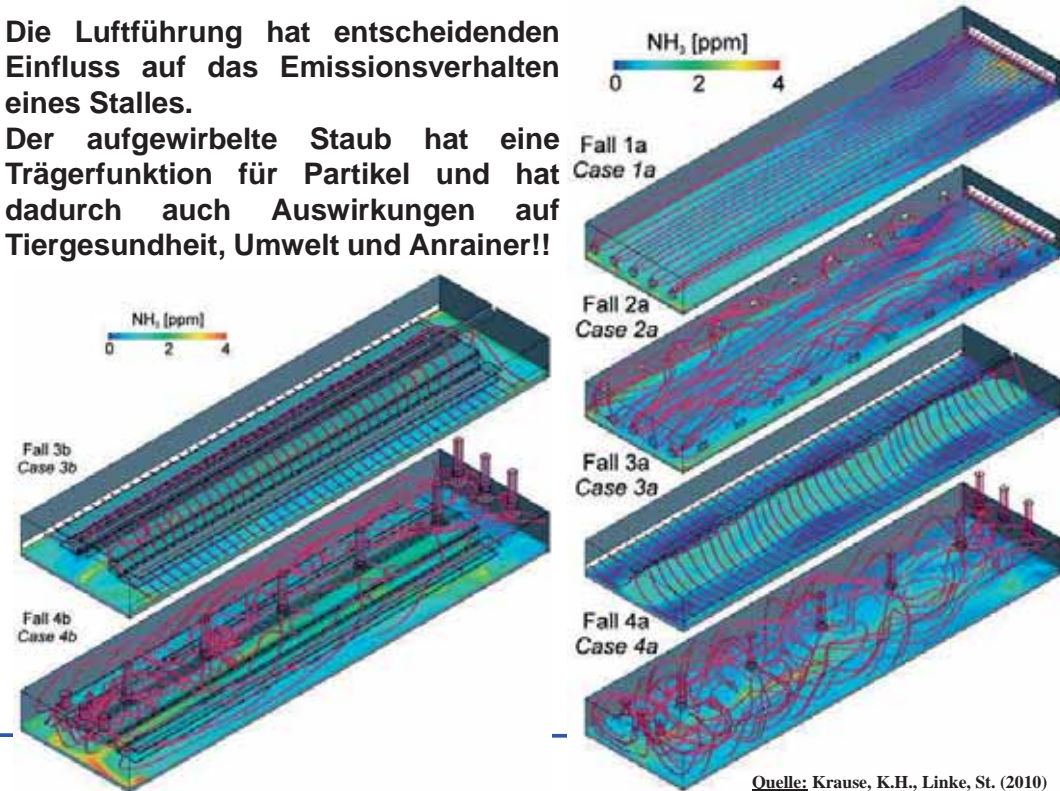 Die Luftführung hat entscheidenden
Einfluss auf das Emissionsverhalten
eines Stalles.
Der aufgewirbelte Staub hat eine
Trägerfunktion für Partikel und hat
dadurch auch Auswirkungen auf
Tiergesundheit, Umwelt und Anrainer!!
NH₃ [ppm]
0 2 4
Fall 3b
Case 3b
Fall 4b
Case 4b
NH₃ [ppm]
0 2 4
Fall 1a
Case 1a
Fall 2a
Case 2a
Fall 3a
Case 3a
Fall 4a
Case 4a
Quelle: Krause, K.H., Linke, St. (2010)